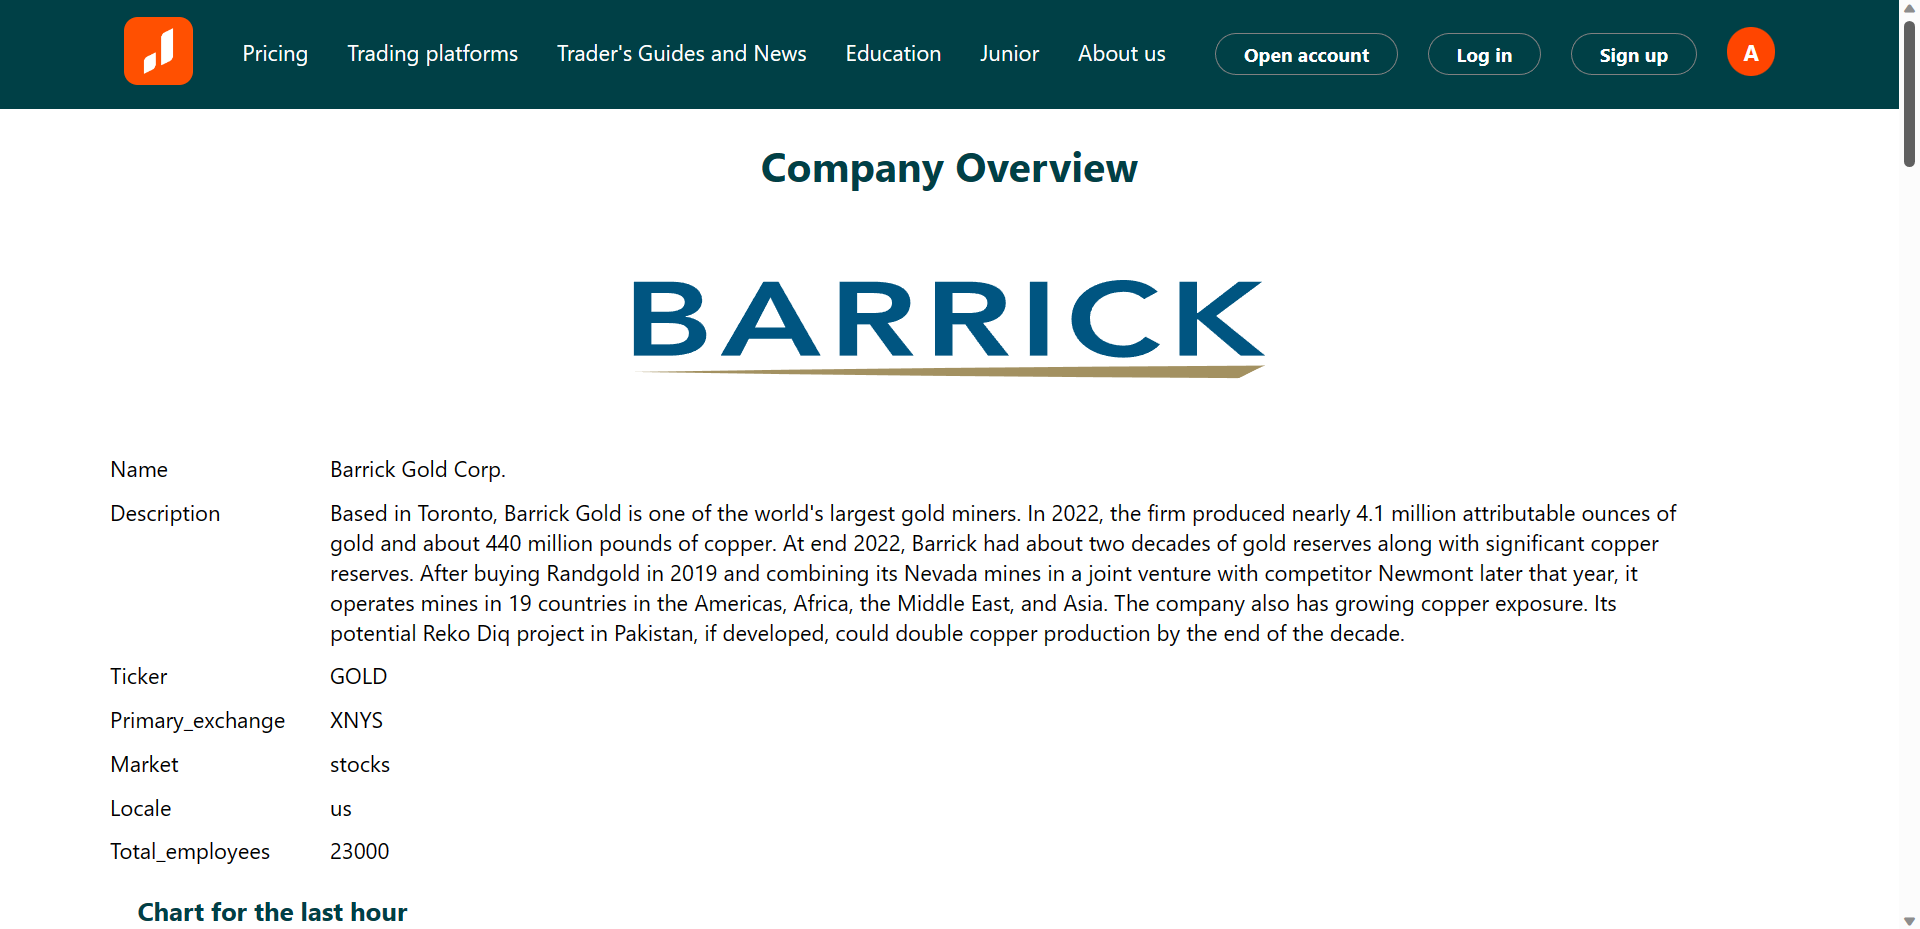 Pricing Trading platforms Trader's Guides and News Education Junior About us Open account Log in Sign up A
Company Overview
BARRICK
Name Barrick Gold Corp.
Description Based in Toronto, Barrick Gold is one of the world's largest gold miners. In 2022, the firm produced nearly 4.1 million attributable ounces of
gold and about 440 million pounds of copper. At end 2022, Barrick had about two decades of gold reserves along with significant copper
reserves. After buying Randgold in 2019 and combining its Nevada mines in a joint venture with competitor Newmont later that year, it
operates mines in 19 countries in the Americas, Africa, the Middle East, and Asia. The company also has growing copper exposure. Its
potential Reko Diq project in Pakistan, if developed, could double copper production by the end of the decade.
Ticker GOLD
Primary_exchange XNYS
Market stocks
Locale us
Total_employees 23000
Chart for the last hour